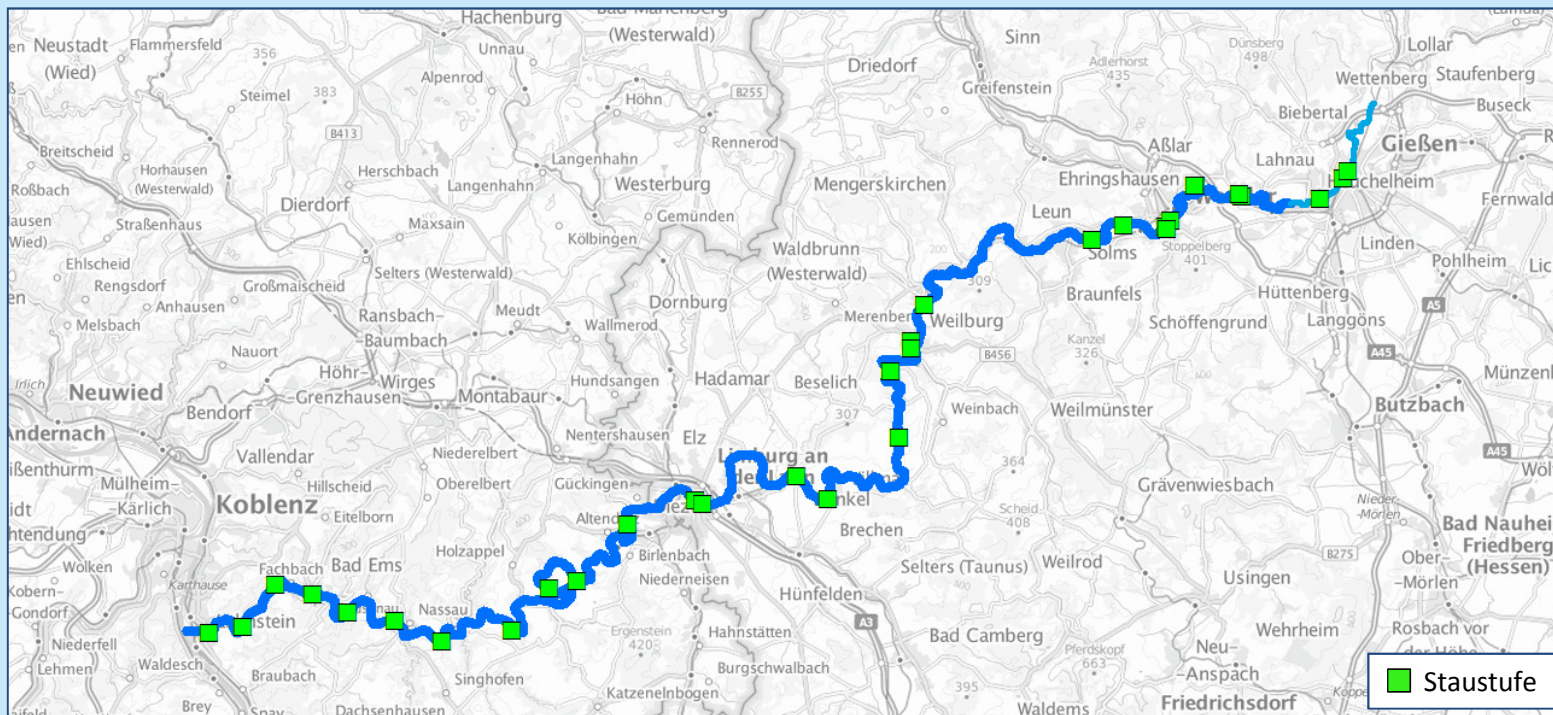 Neustadt
(Wied)
Flammersfeld
Hachenburg
(Westerwald)
Unnau
Driedorf
Sinn
Adlerhorst
435
Dünsberg
498
Lollar
Wettenberg
Staufenberg
356
Alpenrod
Höhn
B255
Greifenstein
Biebertal
Buseck
Steimel
383
Rennerod
B413
Gießen
Breitscheid
Horhausen
(Westerwald)
Herschbach
Langenhahn
Aßlar
Lahnau
Roßbach
Langenhahn
Westerburg
Mengerskirchen
Ehringshausen
Dierdorf
Straßenhaus
Maxsain
Gemünden
Leun
Fernwald
Kölbingen
Waldbrunn
(Westerwald)
200
Stoppelberg
401
Linden
Ehlscheid
Selters (Westerwald)
Solms
Pohlheim
Rengsdorf
Anhausen
Großmaischeid
Dornburg
309
Braunfels
Hüttenberg
Melsbach
Ransbach-
Baumbach
Meudt
Wallmerod
Weilburg
Schöffengrund
Langgöns
A5
Nauort
B456
Kanzel
326
A45
Irlich
Höhr-
Grenzhausen
Wirges
Hundsangen
Hadamar
Beselich
Neuwied
Montabaur
307
Weinbach
Weilmünster
Butzbach
Bendorf
Andernach
Nentershausen
Elz
A45
Vallendar
Niederelbert
364
Mülheim-
Kärlich
Hillscheid
Oberelbert
Gückingen
Grävenwiesbach
Nieder-
Mörlen
Koblenz
Eitelborn
Scheid
408
Brechen
Holzappel
Birlenbach
B275
Friedberg
(Hessen)
Wolken
Fachbach
Bad Ems
Weilrod
Ober-
Mörlen
Karthause
Niederneisen
Selters (Taunus)
Usingen
Kobern-
Gondorf
Nassau
Hünfelden
Niederfell
Ergenstein
420
Hahnstätten
A3
Bad Camberg
Wehrheim
Rosbach vor
der Höhe
Lehmen
Waldesch
Braubach
Singhofen
Burgschwalbach
Pferdskopf
663
Neu-
Anspach
Katzenelnbogen
395
Brey
Dachsenhausen
Waldems
Friedrichsdorf
Staustufe